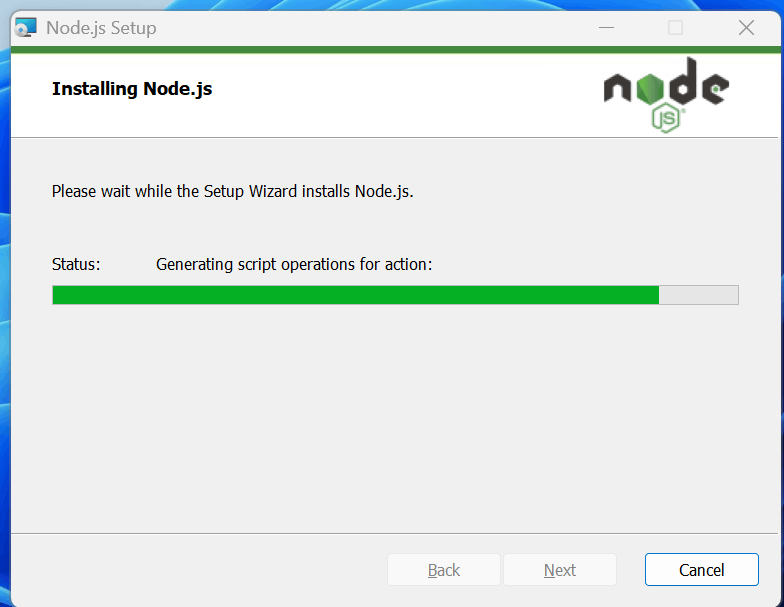 Node.js Setup
Installing Node.js
node
JS
Please wait while the Setup Wizard installs Node.js.
Status: Generating script operations for action:
Back Next Cancel